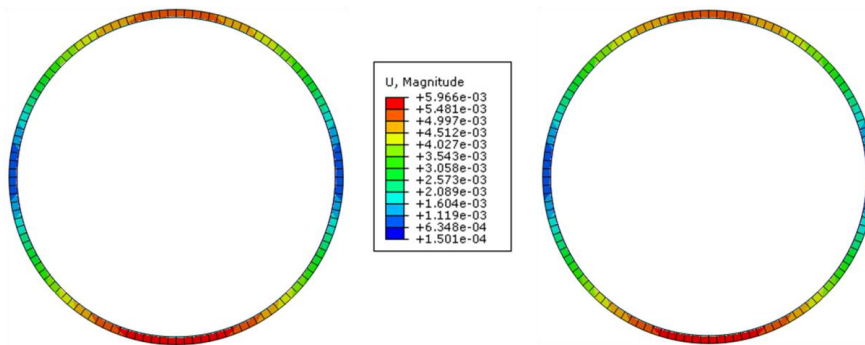 U, Magnitude
+5.966e-03
+5.481e-03
+4.997e-03
+4.512e-03
+4.027e-03
+3.543e-03
+3.058e-03
+2.573e-03
+2.089e-03
+1.604e-03
+1.119e-03
+6.348e-04
+1.501e-04